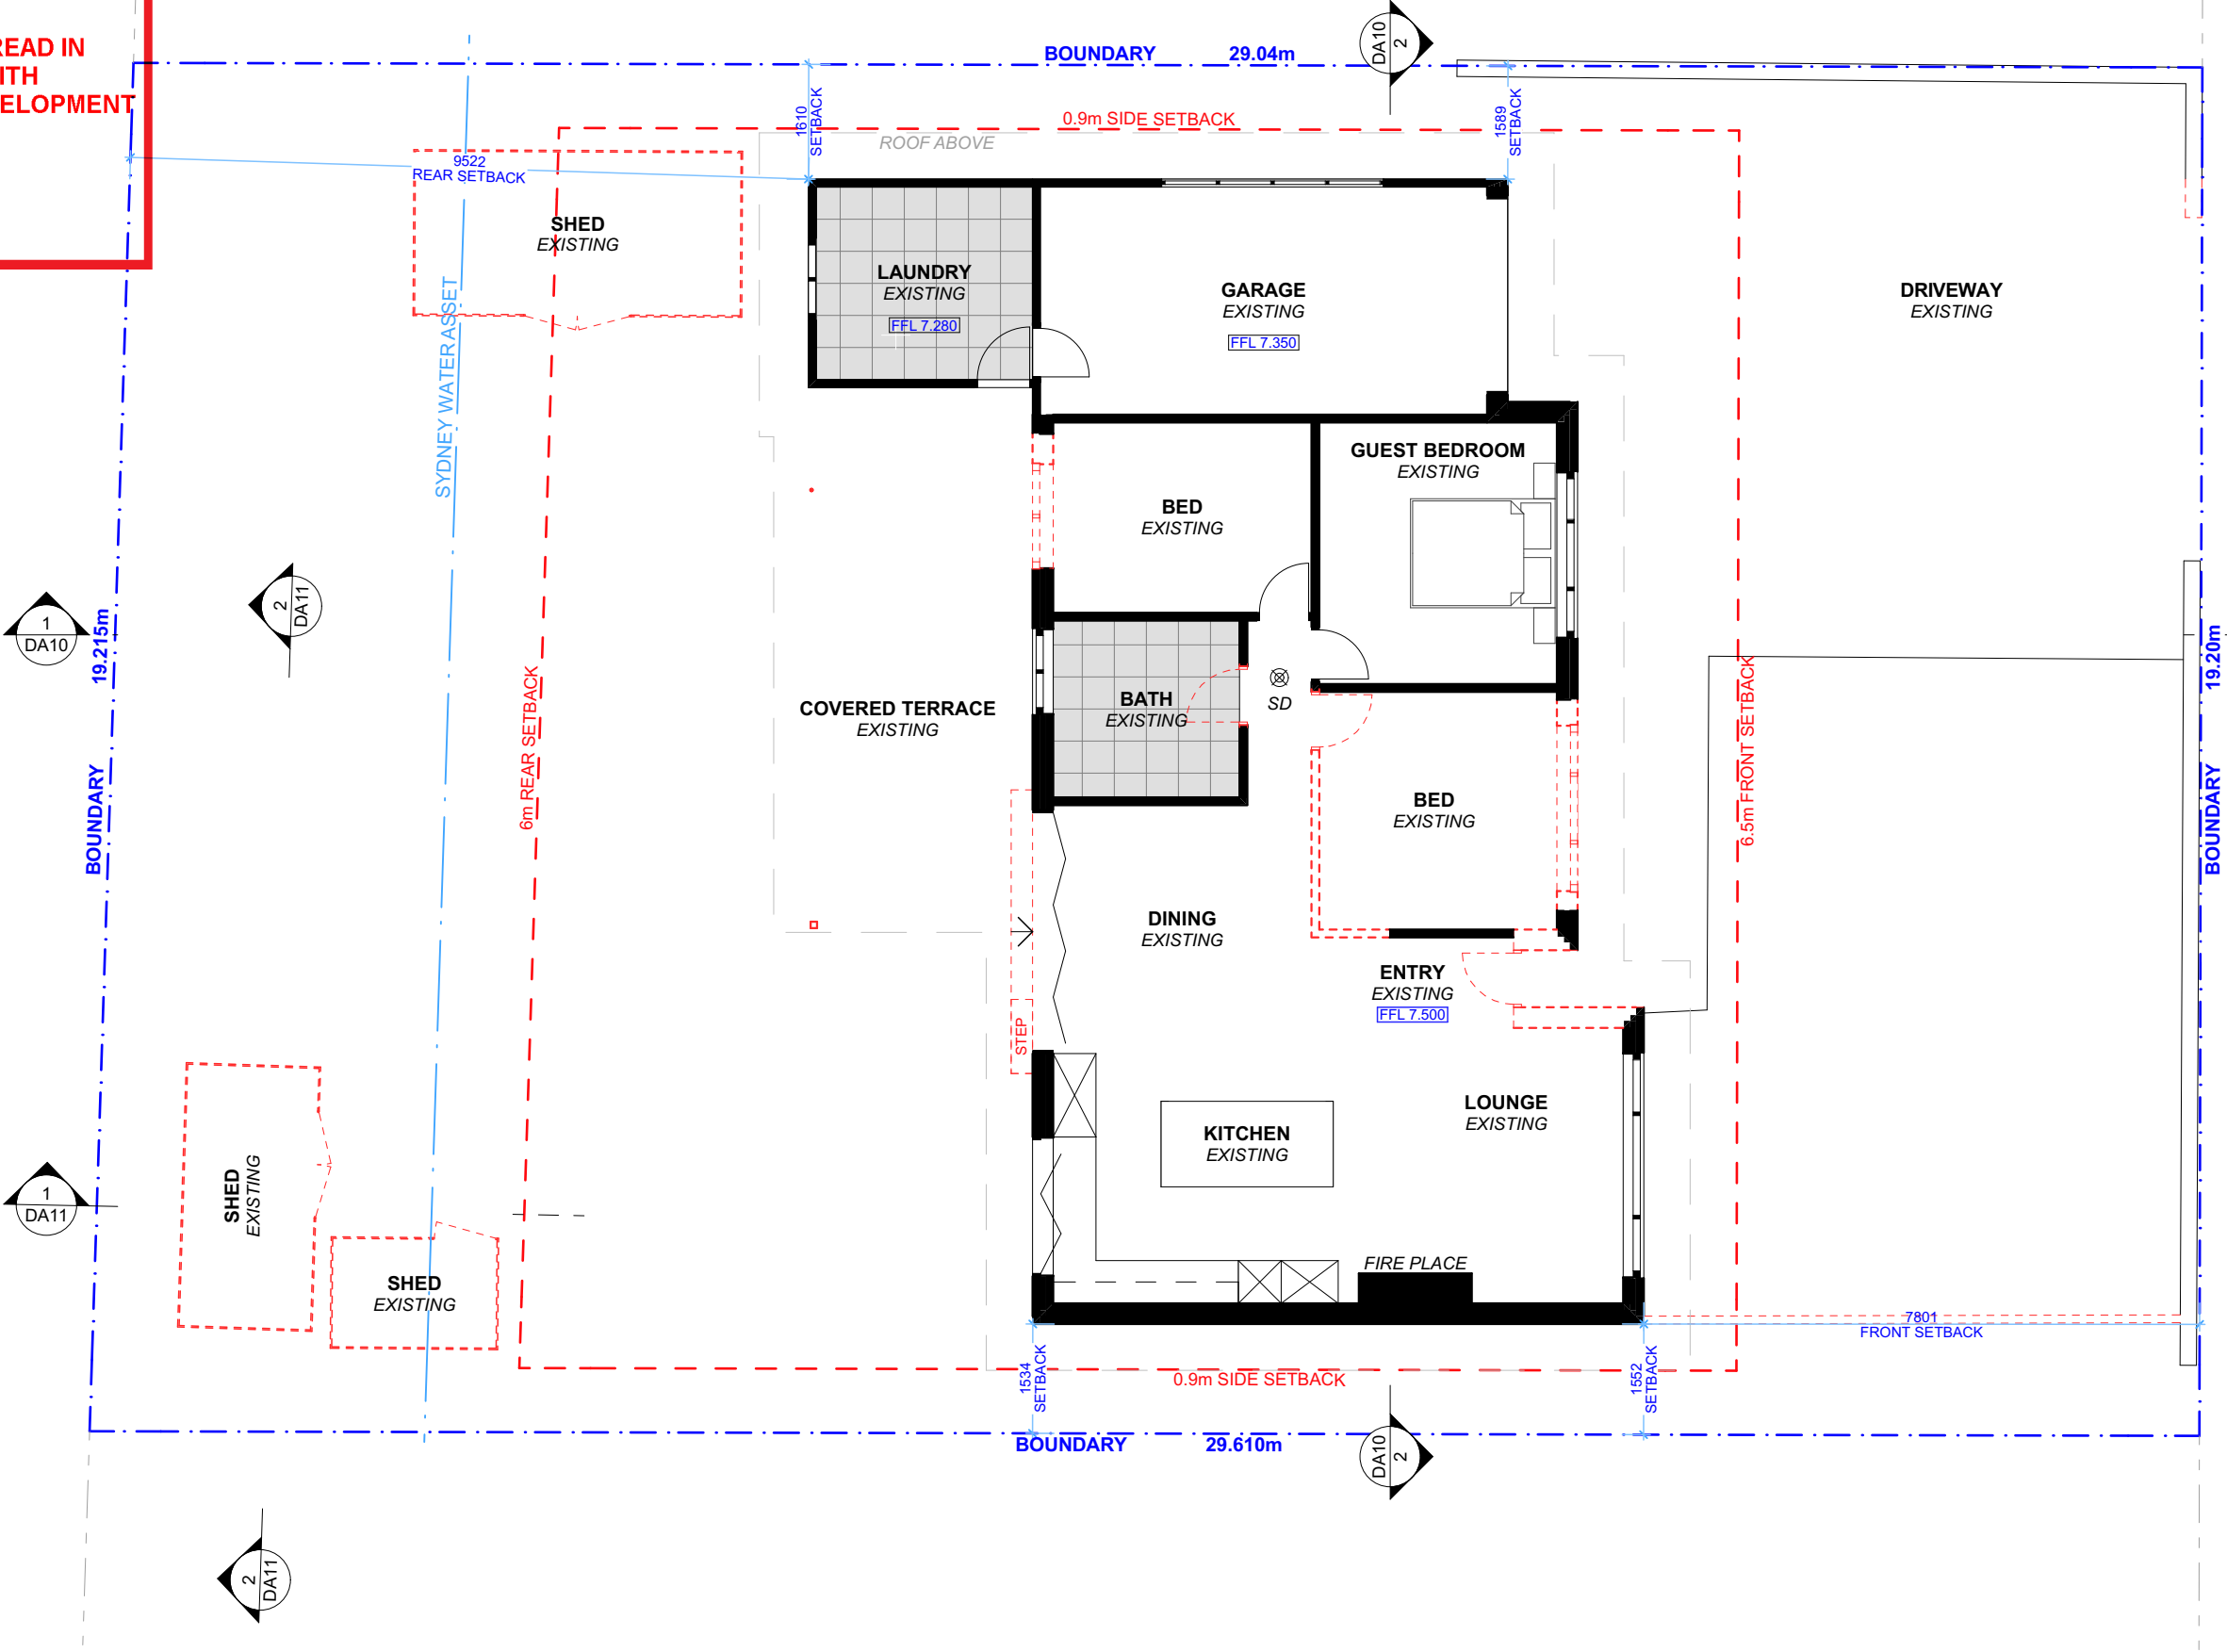 READ IN
ITH
ELOPMENT
BOUNDARY 29.04m
DA10
2
0.9m SIDE SETBACK
ROOF ABOVE
1610
SETBACK
1589
SETBACK
9522
REAR SETBACK
SHED
EXISTING
LAUNDRY
EXISTING
FFL 7.280
GARAGE
EXISTING
FFL 7.350
DRIVEWAY
EXISTING
SYDNEY WATER ASSET
GUEST BEDROOM
EXISTING
BED
EXISTING
1
DA10
2
DA11
BOUNDARY 19.215m
6m REAR SETBACK
COVERED TERRACE
EXISTING
BATH
EXISTING
SD
BED
EXISTING
6.5m FRONT SETBACK
BOUNDARY 19.20m
DINING
EXISTING
ENTRY
EXISTING
FFL 7.500
STEP
LOUNGE
EXISTING
KITCHEN
EXISTING
SHED
EXISTING
1
DA11
SHED
EXISTING
FIRE PLACE
7801
FRONT SETBACK
1534
SETBACK
0.9m SIDE SETBACK
1552
SETBACK
BOUNDARY 29.610m
DA10
2
2
DA11